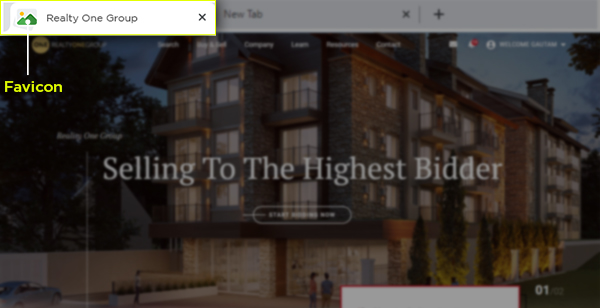 Realty One Group
New Tab
Favicon
Search Buy & Sell Company Learn Resources Contact WELCOME GAUTAM
Realty One Group
Selling To The Highest Bidder
START BIDDING NOW
01/02